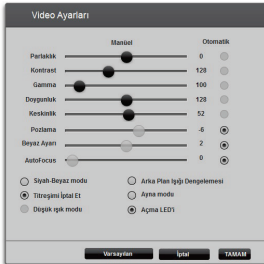 Video Ayarları
Manüel Otomatik
Parlaklık 0
Kontrast 128
Gamma 100
Doygunluk 128
Keskinlik 52
Pozlama -6
Beyaz Ayarı 2
AutoFocus 0
Siyah-Beyaz modu Arka Plan Işığı Dengelemesi
Titreşimi İptal Et Ayna modu
Düşük ışık modu Açma LED'i
Varsayılan İptal TAMAM